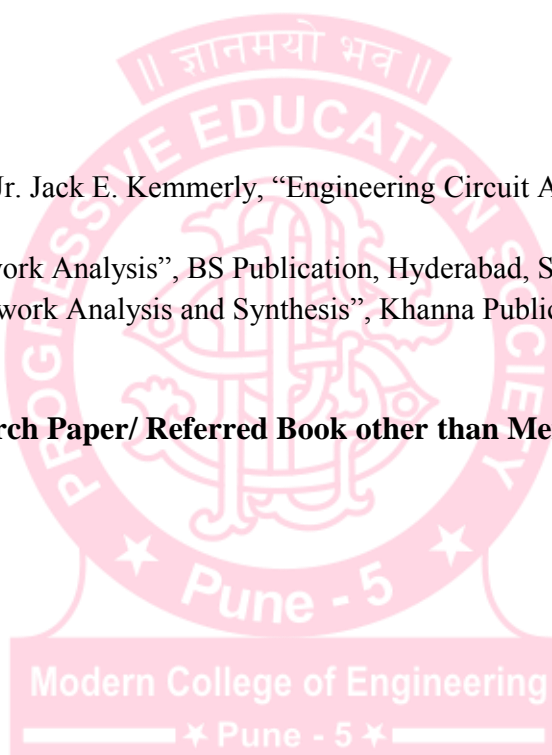 ॥ ज्ञानमयो भव ॥
PROGRESSIVE EDUCATION SOCIETY
Jr. Jack E. Kemmerly, “Engineering Circuit A
work Analysis”, BS Publication, Hyderabad, S
work Analysis and Synthesis”, Khanna Public
rch Paper/ Referred Book other than Me
★ Pune - 5 ★
Modern College of Engineering
★ Pune - 5 ★